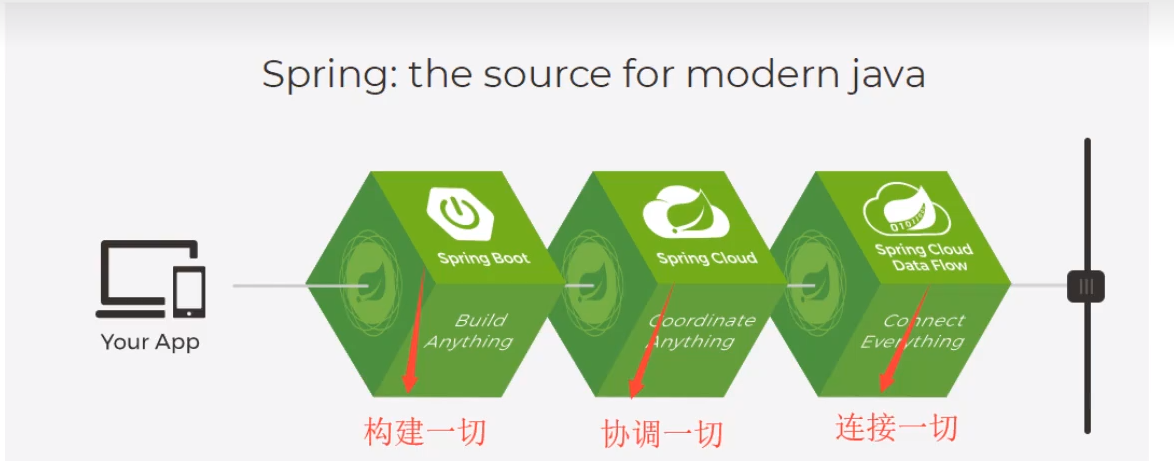 Spring: the source for modern java
Your App
Spring Boot
Build
Anything
构建一切
Spring Cloud
Coordinate
Anything
协调一切
Spring Cloud
Data Flow
Connect
Everything
连接一切